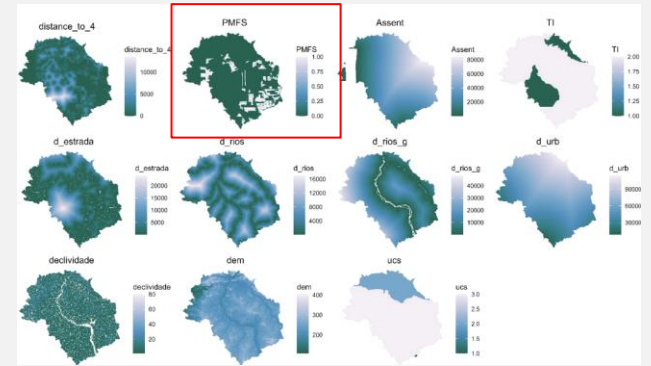 distance_to_4
distance_to_4
10000
5000
0
PMFS
PMFS
1.00
0.75
0.50
0.25
0.00
Assent
Assent
80000
60000
40000
20000
TI
TI
2.00
1.75
1.50
1.25
1.00
d_estrada
d_estrada
20000
15000
10000
5000
d_rios
d_rios
16000
12000
8000
4000
d_rios_g
d_rios_g
40000
30000
20000
10000
0
d_urb
d_urb
90000
60000
30000
declividade
declividade
80
60
40
20
dem
dem
400
300
200
ucs
ucs
3.0
2.5
2.0
1.5
1.0